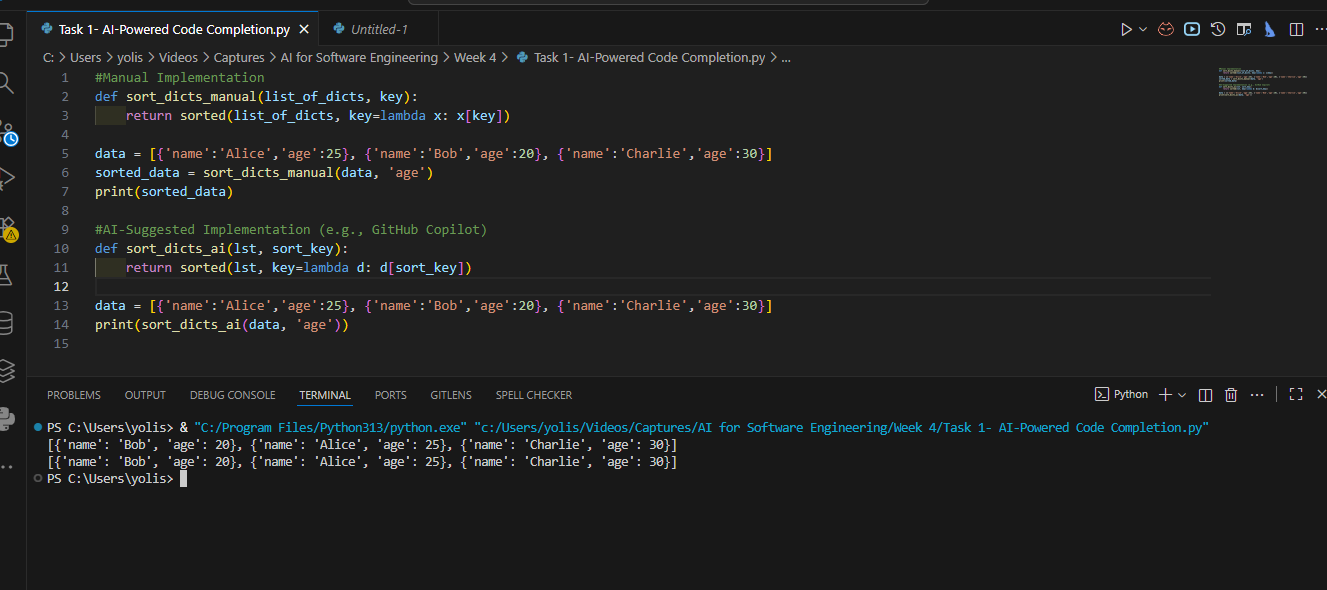 Task 1- AI-Powered Code Completion.py
Untitled-1
C: > Users > yolis > Videos > Captures > AI for Software Engineering > Week 4 > Task 1- AI-Powered Code Completion.py > ...
1 #Manual Implementation
2 def sort_dicts_manual(list_of_dicts, key):
3     return sorted(list_of_dicts, key=lambda x: x[key])
4
5 data = [{'name':'Alice','age':25}, {'name':'Bob','age':20}, {'name':'Charlie','age':30}]
6 sorted_data = sort_dicts_manual(data, 'age')
7 print(sorted_data)
8
9 #AI-Suggested Implementation (e.g., GitHub Copilot)
10 def sort_dicts_ai(lst, sort_key):
11     return sorted(lst, key=lambda d: d[sort_key])
12
13 data = [{'name':'Alice','age':25}, {'name':'Bob','age':20}, {'name':'Charlie','age':30}]
14 print(sort_dicts_ai(data, 'age'))
15
PROBLEMS OUTPUT DEBUG CONSOLE TERMINAL PORTS GITLENS SPELL CHECKER
Python
PS C:\Users\yolis> & "C:/Program Files/Python313/python.exe" "c:/Users/yolis/Videos/Captures/AI for Software Engineering/Week 4/Task 1- AI-Powered Code Completion.py"
[{'name': 'Bob', 'age': 20}, {'name': 'Alice', 'age': 25}, {'name': 'Charlie', 'age': 30}]
[{'name': 'Bob', 'age': 20}, {'name': 'Alice', 'age': 25}, {'name': 'Charlie', 'age': 30}]
PS C:\Users\yolis>